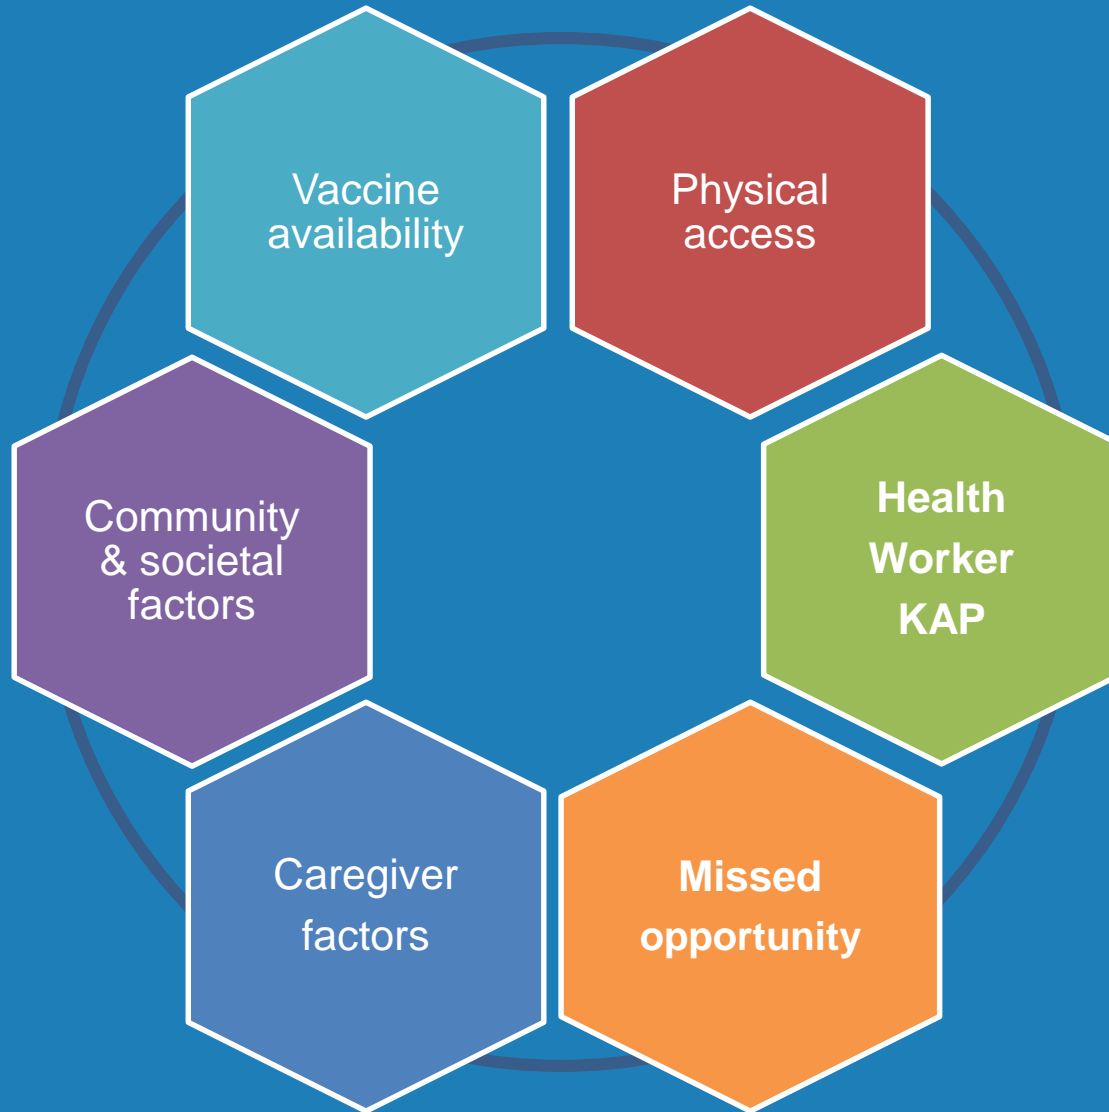 Vaccine
availability
Physical
access
Community
& societal
factors
Health
Worker
KAP
Caregiver
factors
Missed
opportunity